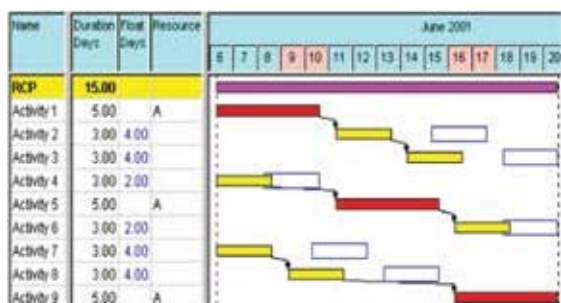 Name Duration Days Float Days Resource June 2001
6 7 8 9 10 11 12 13 14 15 16 17 18 19 20
RCP 15.00
Activity 1 5.00 A
Activity 2 3.00 4.00
Activity 3 3.00 4.00
Activity 4 3.00 2.00
Activity 5 5.00 A
Activity 6 3.00 2.00
Activity 7 3.00 4.00
Activity 8 3.00 4.00
Activity 9 5.00 A